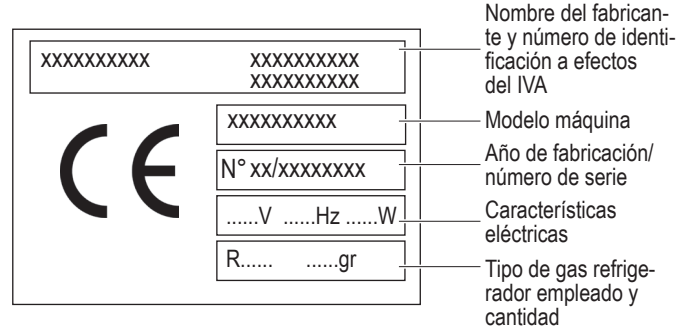 Nombre del fabrican-
te y número de identi-
ficación a efectos
del IVA
xxxxxxxxxx xxxxxxxxxx
xxxxxxxxxx
CE
xxxxxxxxxx
Modelo máquina
N° xx/xxxxxxxx
Año de fabricación/
número de serie
......V ......Hz ......W
Características
eléctricas
R...... ......gr
Tipo de gas refrige-
rador empleado y
cantidad